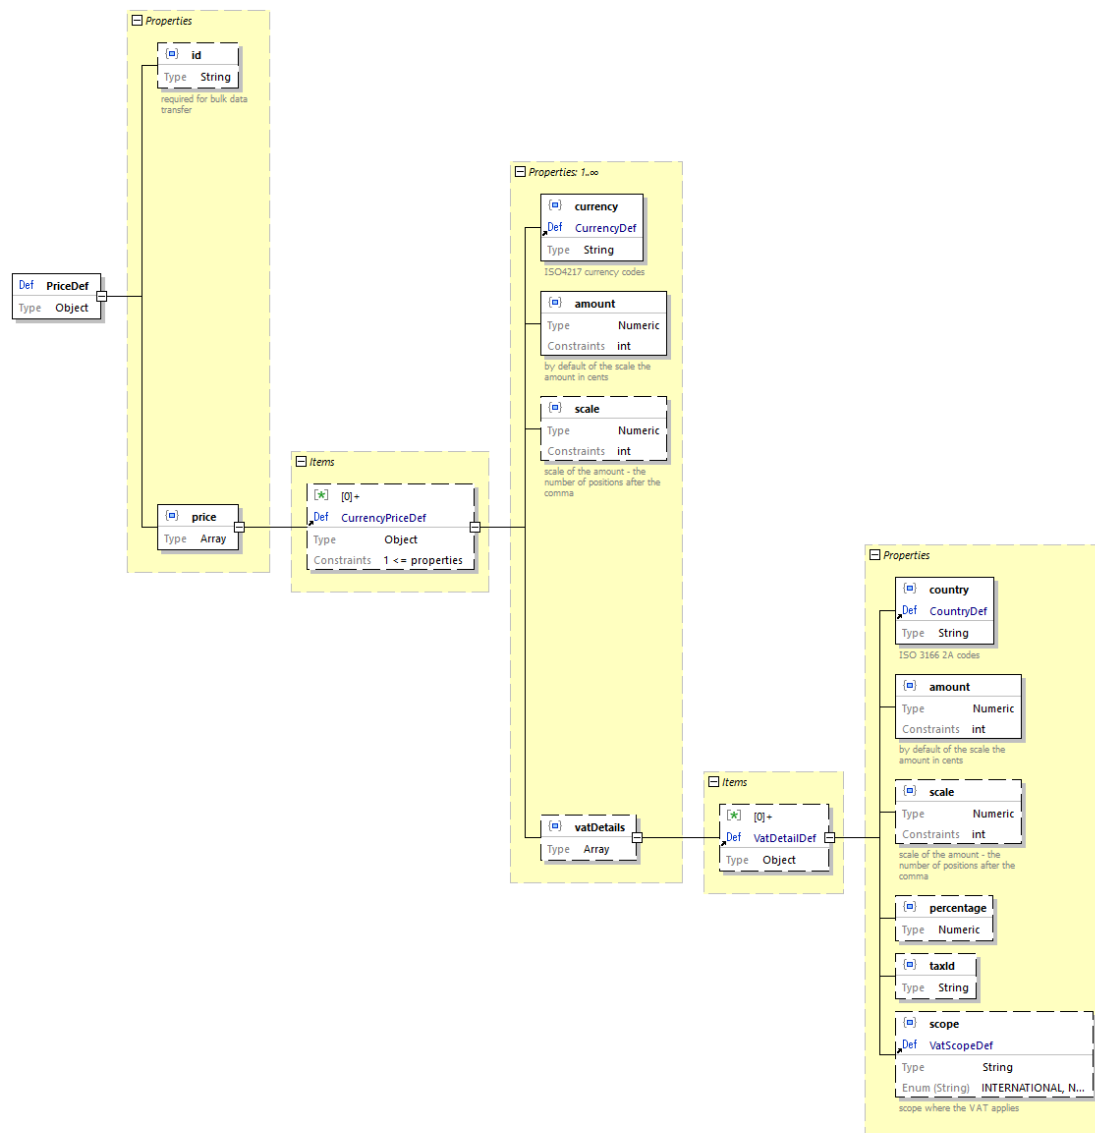 Properties
id
Type String
required for bulk data
transfer
Properties: 1..∞
currency
Def CurrencyDef
Type String
ISO4217 currency codes
Def PriceDef
Type Object
amount
Type Numeric
Constraints int
by default of the scale the
amount in cents
scale
Type Numeric
Constraints int
scale of the amount - the
number of positions after the
comma
Items
[0]+
Def CurrencyPriceDef
Type Object
Constraints 1 <= properties
price
Type Array
Properties
country
Def CountryDef
Type String
ISO 3166 2A codes
amount
Type Numeric
Constraints int
by default of the scale the
amount in cents
Items
[0]+
Def VatDetailDef
Type Object
vatDetails
Type Array
scale
Type Numeric
Constraints int
scale of the amount - the
number of positions after the
comma
percentage
Type Numeric
taxId
Type String
scope
Def VatScopeDef
Type String
Enum (String) INTERNATIONAL, N...
scope where the VAT applies